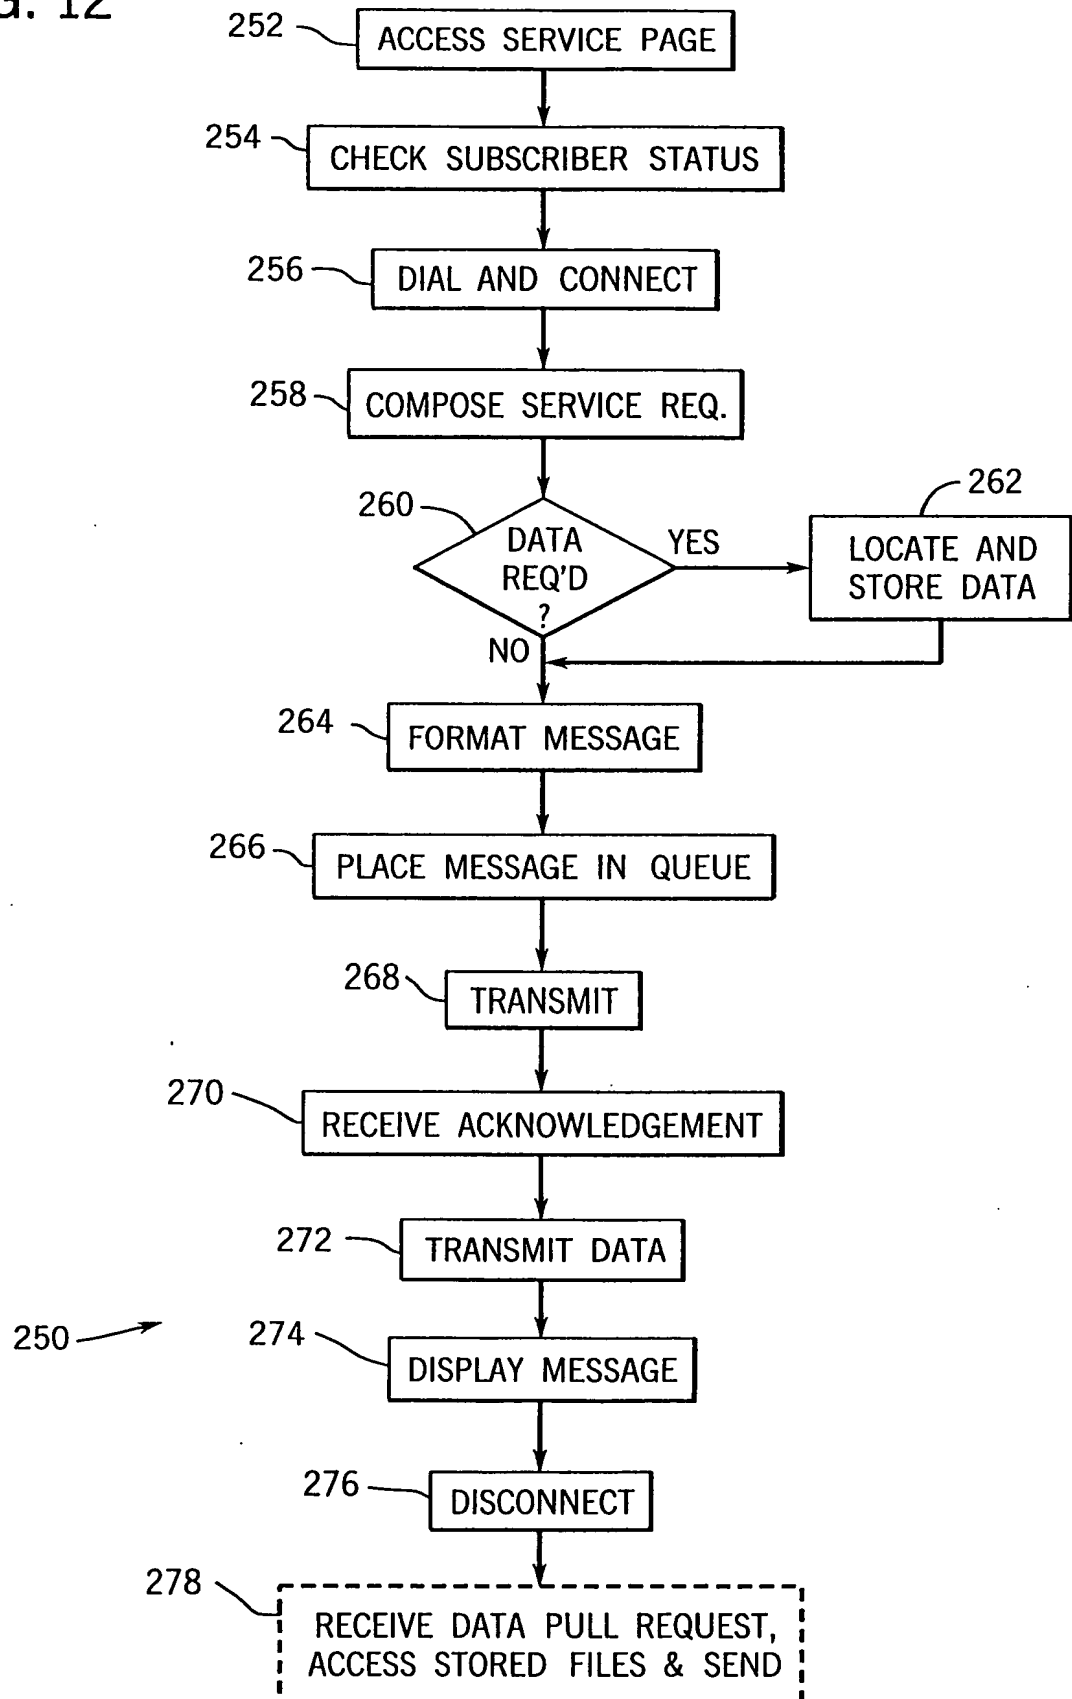 G. 12
252
ACCESS SERVICE PAGE
254
CHECK SUBSCRIBER STATUS
256
DIAL AND CONNECT
258
COMPOSE SERVICE REQ.
260
DATA
REQ'D
?
YES
262
LOCATE AND
STORE DATA
NO
264
FORMAT MESSAGE
266
PLACE MESSAGE IN QUEUE
268
TRANSMIT
270
RECEIVE ACKNOWLEDGEMENT
272
TRANSMIT DATA
250
274
DISPLAY MESSAGE
276
DISCONNECT
278
RECEIVE DATA PULL REQUEST,
ACCESS STORED FILES & SEND